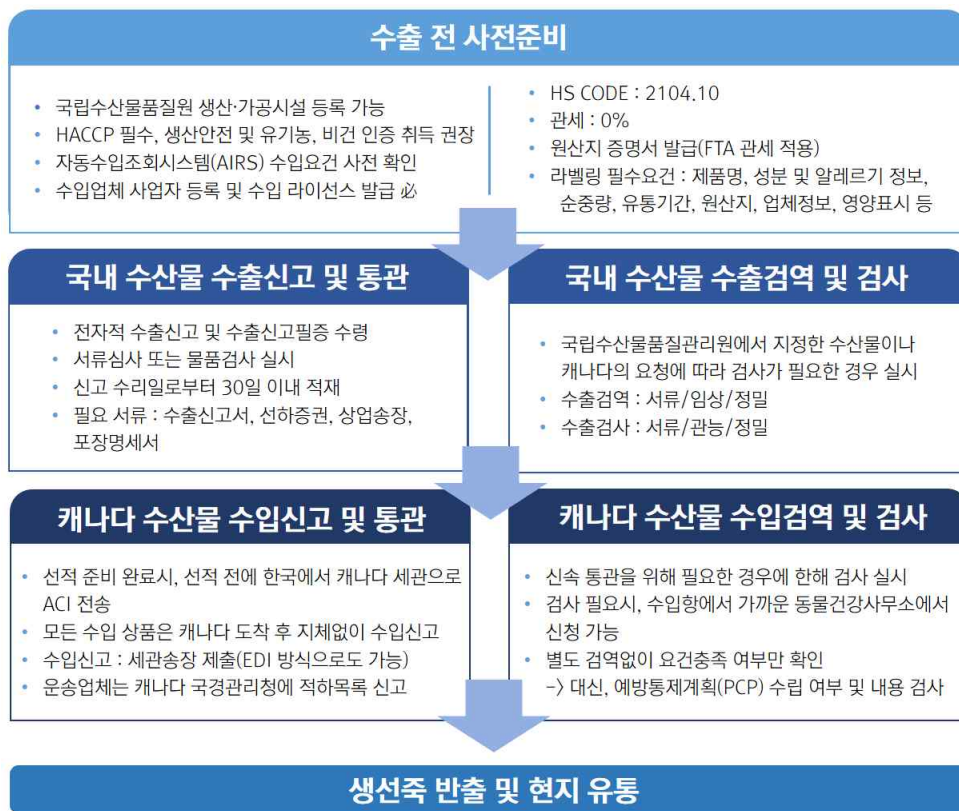 수출 전 사전준비
• 국립수산물품질원 생산·가공시설 등록 가능
• HACCP 필수, 생산안전 및 유기농, 비건 인증 취득 권장
• 자동수입조회시스템(AIRS) 수입요건 사전 확인
• 수입업체 사업자 등록 및 수입 라이선스 발급 必
• HS CODE : 2104.10
• 관세 : 0%
• 원산지 증명서 발급(FTA 관세 적용)
• 라벨링 필수요건 : 제품명, 성분 및 알레르기 정보,
순중량, 유통기간, 원산지, 업체정보, 영양표시 등
국내 수산물 수출신고 및 통관
• 전자적 수출신고 및 수출신고필증 수령
• 서류심사 또는 물품검사 실시
• 신고 수리일로부터 30일 이내 적재
• 필요 서류 : 수출신고서, 선하증권, 상업송장,
포장명세서
국내 수산물 수출검역 및 검사
• 국립수산물품질관리원에서 지정한 수산물이나
캐나다의 요청에 따라 검사가 필요한 경우 실시
• 수출검역 : 서류/임상/정밀
• 수출검사 : 서류/관능/정밀
캐나다 수산물 수입신고 및 통관
• 선적 준비 완료시, 선적 전에 한국에서 캐나다 세관으로
ACI 전송
• 모든 수입 상품은 캐나다 도착 후 지체없이 수입신고
• 수입신고 : 세관송장 제출(EDI 방식으로도 가능)
• 운송업체는 캐나다 국경관리청에 적하목록 신고
캐나다 수산물 수입검역 및 검사
• 신속 통관을 위해 필요한 경우에 한해 검사 실시
• 검사 필요시, 수입항에서 가까운 동물건강사무소에서
신청 가능
• 별도 검역없이 요건충족 여부만 확인
-> 대신, 예방통제계획(PCP) 수립 여부 및 내용 검사
생선죽 반출 및 현지 유통